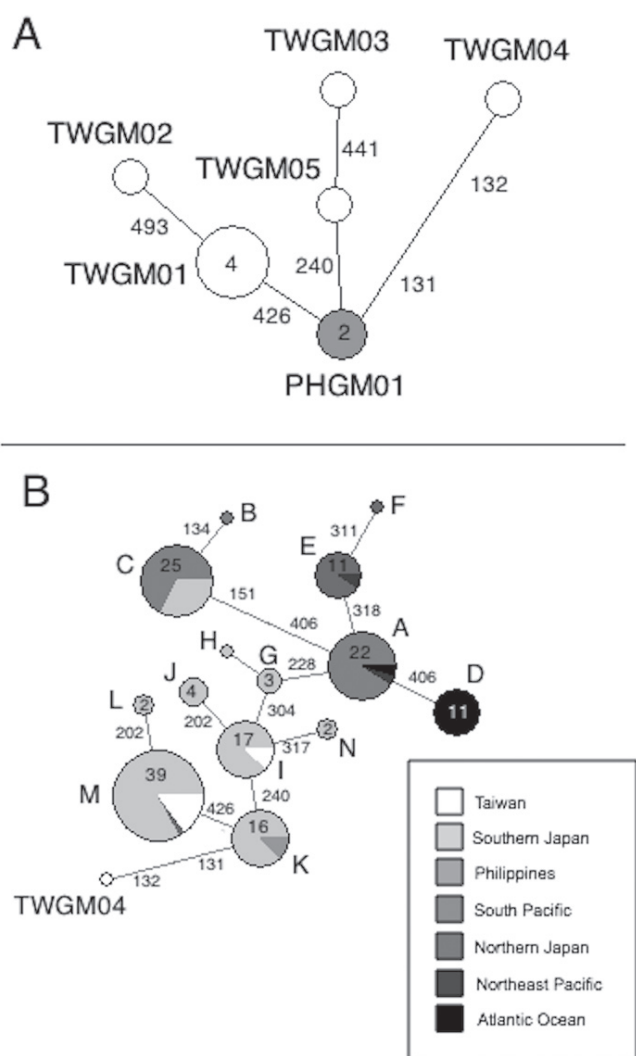 A
TWGM03
TWGM04
TWGM02
441
TWGM05
132
493
4
240
TWGM01
131
426
2
PHGM01
B
B
F
134
311
E
C
25
11
151
318
A
406
H
22
G
228
406
D
J
3
11
4
L
304
2
202
2
N
202
17
317
I
39
240
M
426
16
K
131
132
TWGM04
Taiwan
Southern Japan
Philippines
South Pacific
Northern Japan
Northeast Pacific
Atlantic Ocean